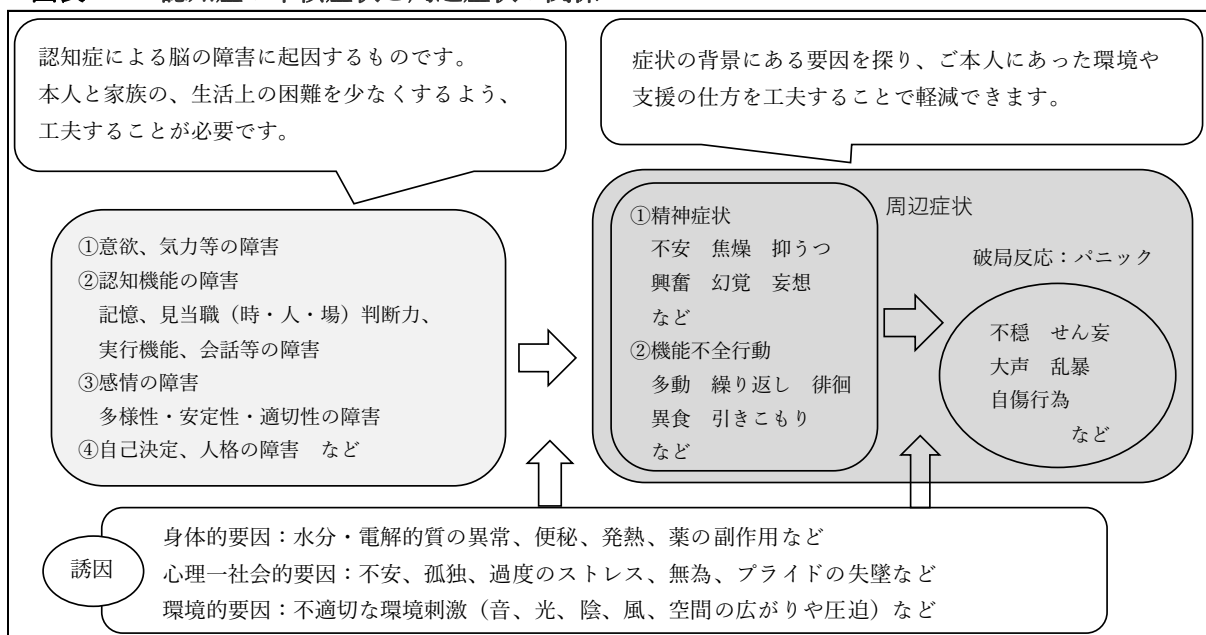 認知症による脳の障害に起因するものです。
本人と家族の、生活上の困難を少なくするよう、
工夫することが必要です。
症状の背景にある要因を探り、ご本人にあった環境や
支援の仕方を工夫することで軽減できます。
①意欲、気力等の障害
②認知機能の障害
記憶、見当職（時・人・場）判断力、
実行機能、会話等の障害
③感情の障害
多様性・安定性・適切性の障害
④自己決定、人格の障害　など
周辺症状
①精神症状
不安　焦燥　抑うつ
興奮　幻覚　妄想
など
②機能不全行動
多動　繰り返し　徘徊
異食　引きこもり
など
破局反応：パニック
不穏　せん妄
大声　乱暴
自傷行為
など
誘因
身体的要因：水分・電解的質の異常、便秘、発熱、薬の副作用など
心理一社会的要因：不安、孤独、過度のストレス、無為、プライドの失墜など
環境的要因：不適切な環境刺激（音、光、陰、風、空間の広がりや圧迫）など